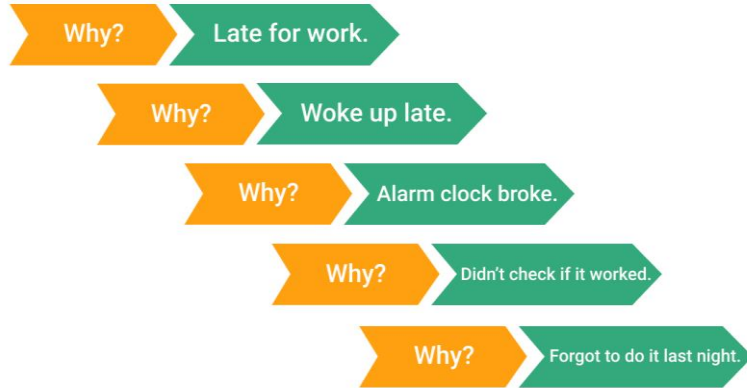 Why? Late for work.
Why? Woke up late.
Why? Alarm clock broke.
Why? Didn't check if it worked.
Why? Forgot to do it last night.